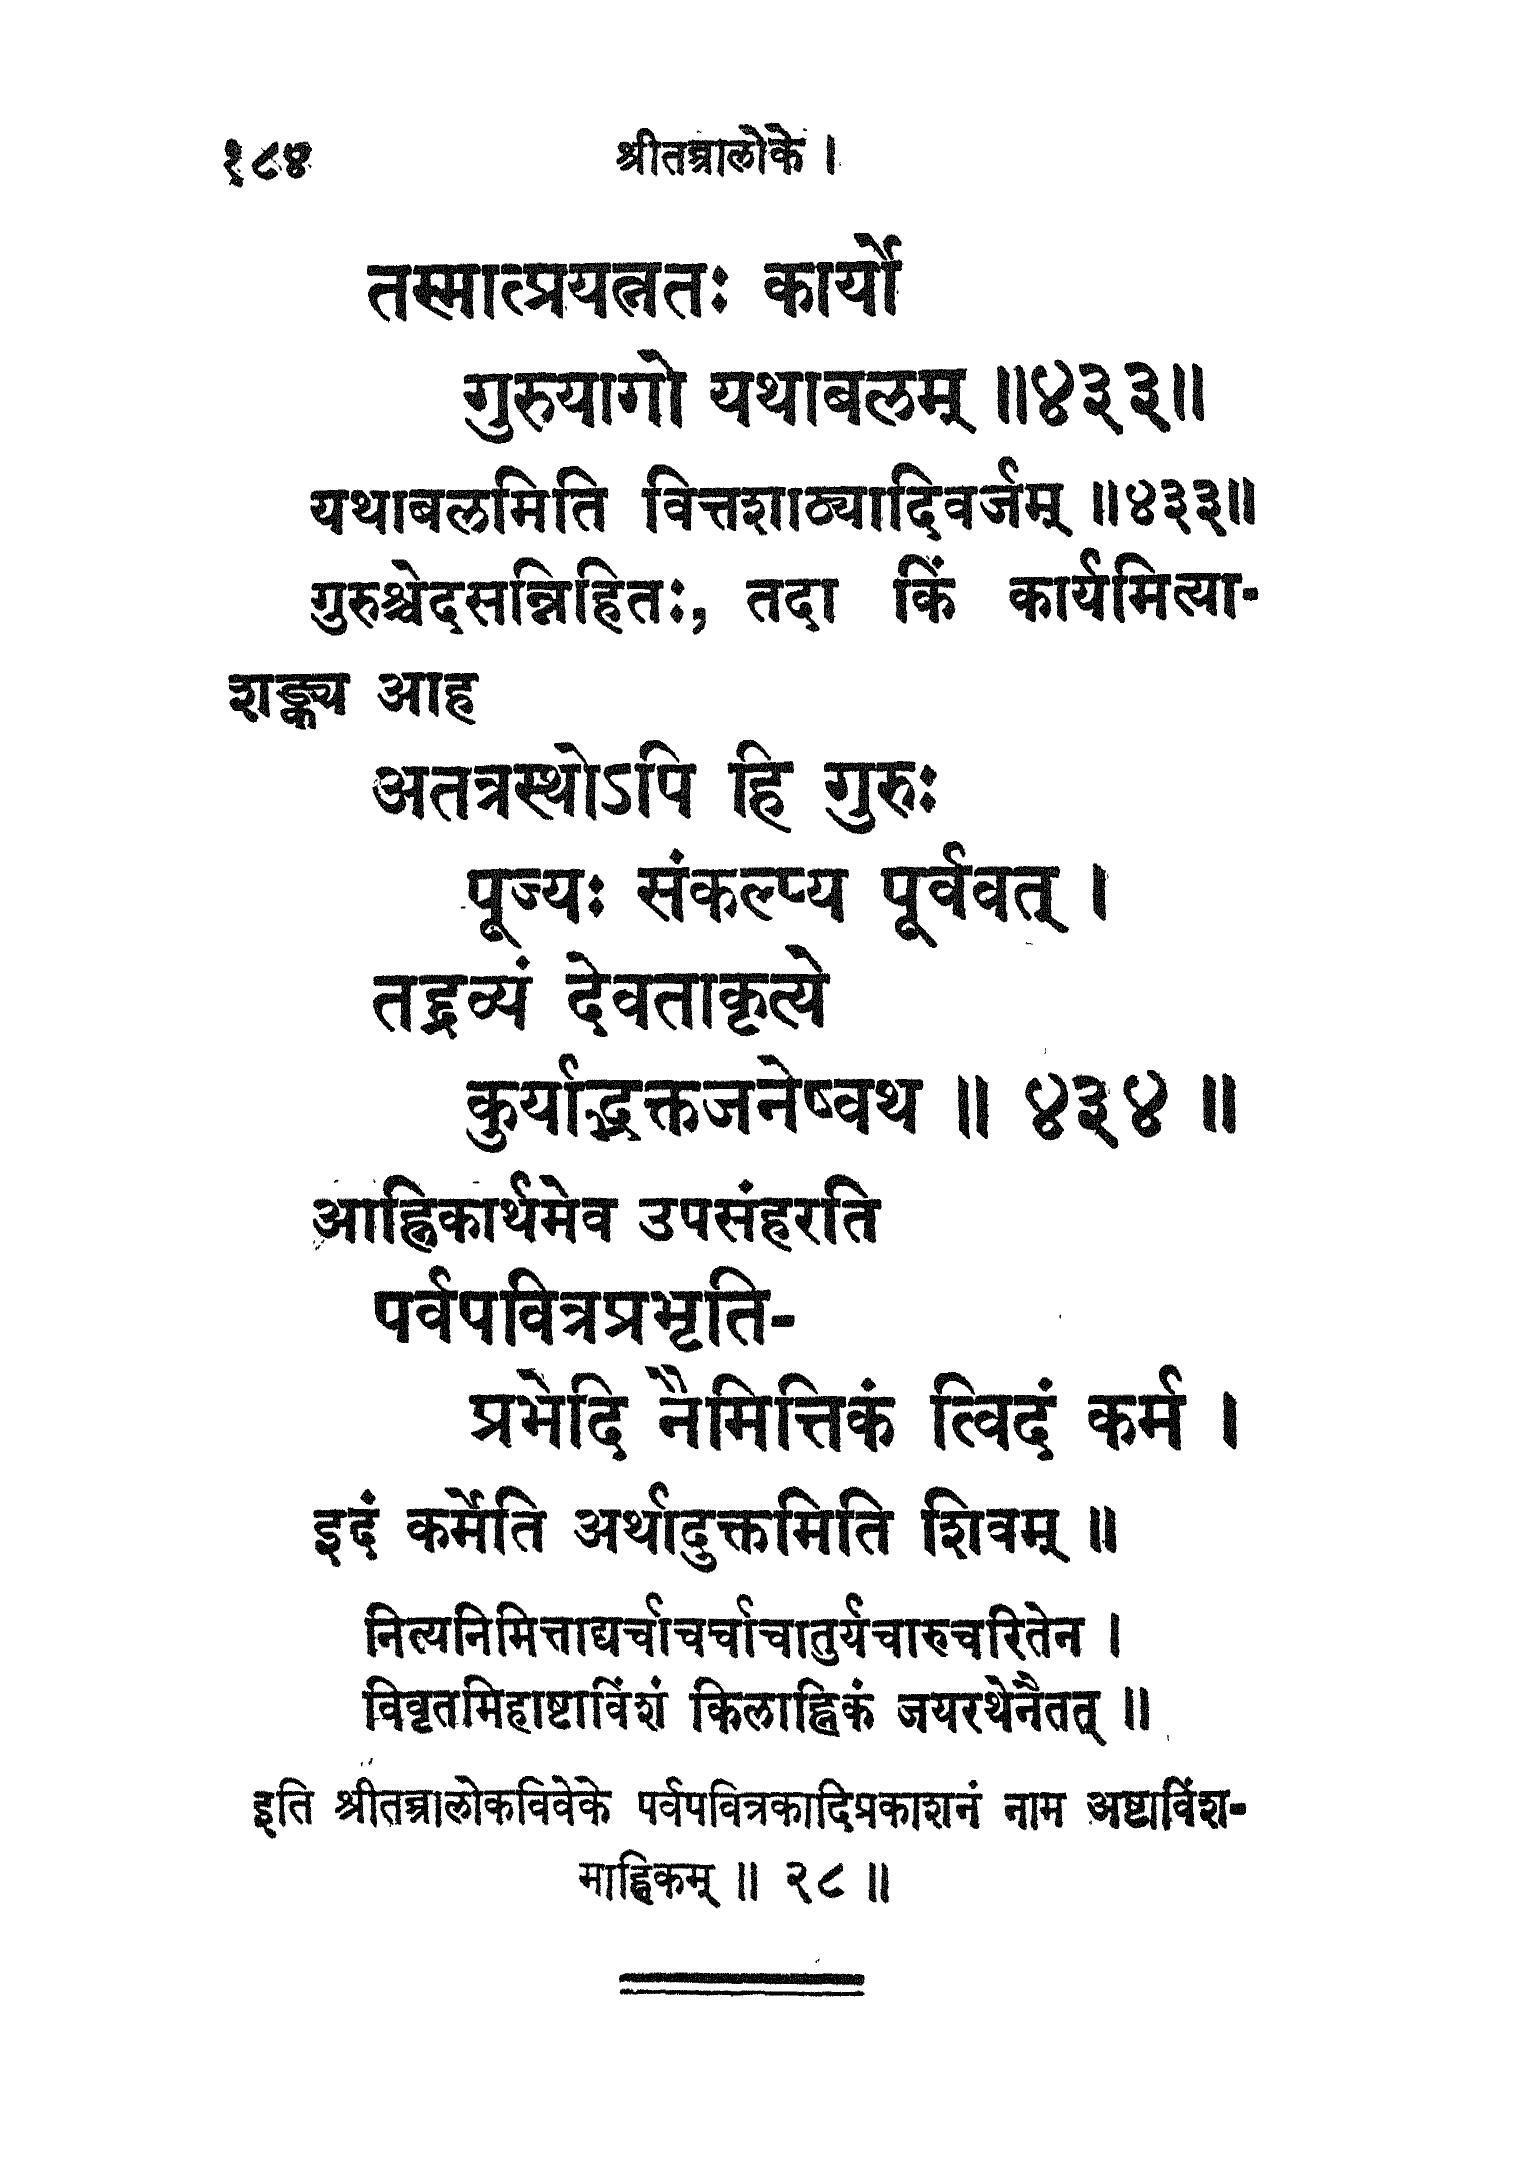 १८४ श्रीतन्त्रालोके ।
तस्मात्प्रयत्नतः कार्यो
गुरुयागो यथाबलम् ॥४३३॥
यथाबलमिति वित्तशाठ्यादिवर्जम् ॥४३३॥
गुरुश्चेदसन्निहितः, तदा किं कार्यमित्या-
शङ्क्य आह
अतत्रस्थोऽपि हि गुरुः
पूज्यः संकल्प्य पूर्ववत् ।
तद्द्रव्यं देवताकृत्ये
कुर्याद्भक्तजनेष्वथ ॥ ४३४ ॥
आह्निकार्थमेव उपसंहरति
पर्वपवित्रप्रभृति-
प्रभेदि नैमित्तिकं त्विदं कर्म ।
इदं कर्मेति अर्थादुक्तमिति शिवम् ॥
नित्यनिमित्ताद्यर्चाचर्चाचातुर्यचारुचरितेन ।
विवृतमिहाष्टाविंशं किलाह्निकं जयरथेनैतत् ॥
इति श्रीतन्त्रालोकविवेके पर्वपवित्रकादिप्रकाशनं नाम अष्टाविंश-
माह्निकम् ॥ २८ ॥